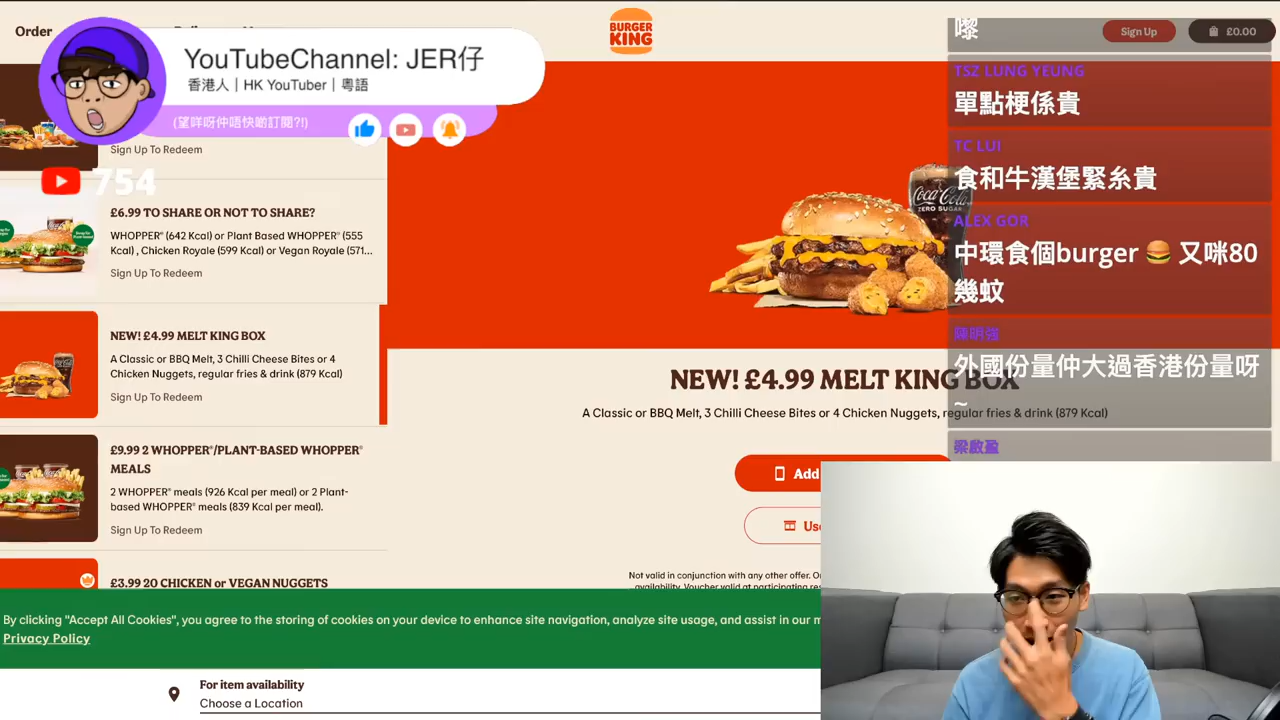 Order
BURGER
KING
Sign Up
£0.00
YouTubeChannel: JER仔
香港人 | HK YouTuber | 粵語
(望咩呀仲唔快啲訂閱?!)
754
Sign Up To Redeem
£6.99 TO SHARE OR NOT TO SHARE?
WHOPPER® (642 Kcal) or Plant Based WHOPPER® (555
Kcal) , Chicken Royale (599 Kcal) or Vegan Royale (571...
Sign Up To Redeem
NEW! £4.99 MELT KING BOX
A Classic or BBQ Melt, 3 Chilli Cheese Bites or 4
Chicken Nuggets, regular fries & drink (879 Kcal)
Sign Up To Redeem
£9.99 2 WHOPPER®/PLANT-BASED WHOPPER®
MEALS
2 WHOPPER® meals (926 Kcal per meal) or 2 Plant-
based WHOPPER® meals (839 Kcal per meal).
Sign Up To Redeem
£3.99 20 CHICKEN or VEGAN NUGGETS
Coca-Cola
ZERO SUGAR
NEW! £4.99 MELT KING BOX
A Classic or BBQ Melt, 3 Chilli Cheese Bites or 4 Chicken Nuggets, regular fries & drink (879 Kcal)
Add
Use
Not valid in conjunction with any other offer.
availability. Voucher valid at participating
嚟
TSZ LUNG YEUNG
單點梗係貴
TC LUI
食和牛漢堡緊糸貴
ALEX GOR
中環食個burger 🍔 又咪80
幾蚊
陳明強
外國份量仲大過香港份量呀
~
梁啟盈
By clicking "Accept All Cookies", you agree to the storing of cookies on your device to enhance site navigation, analyze site usage, and assist in our m
Privacy Policy
For item availability
Choose a Location